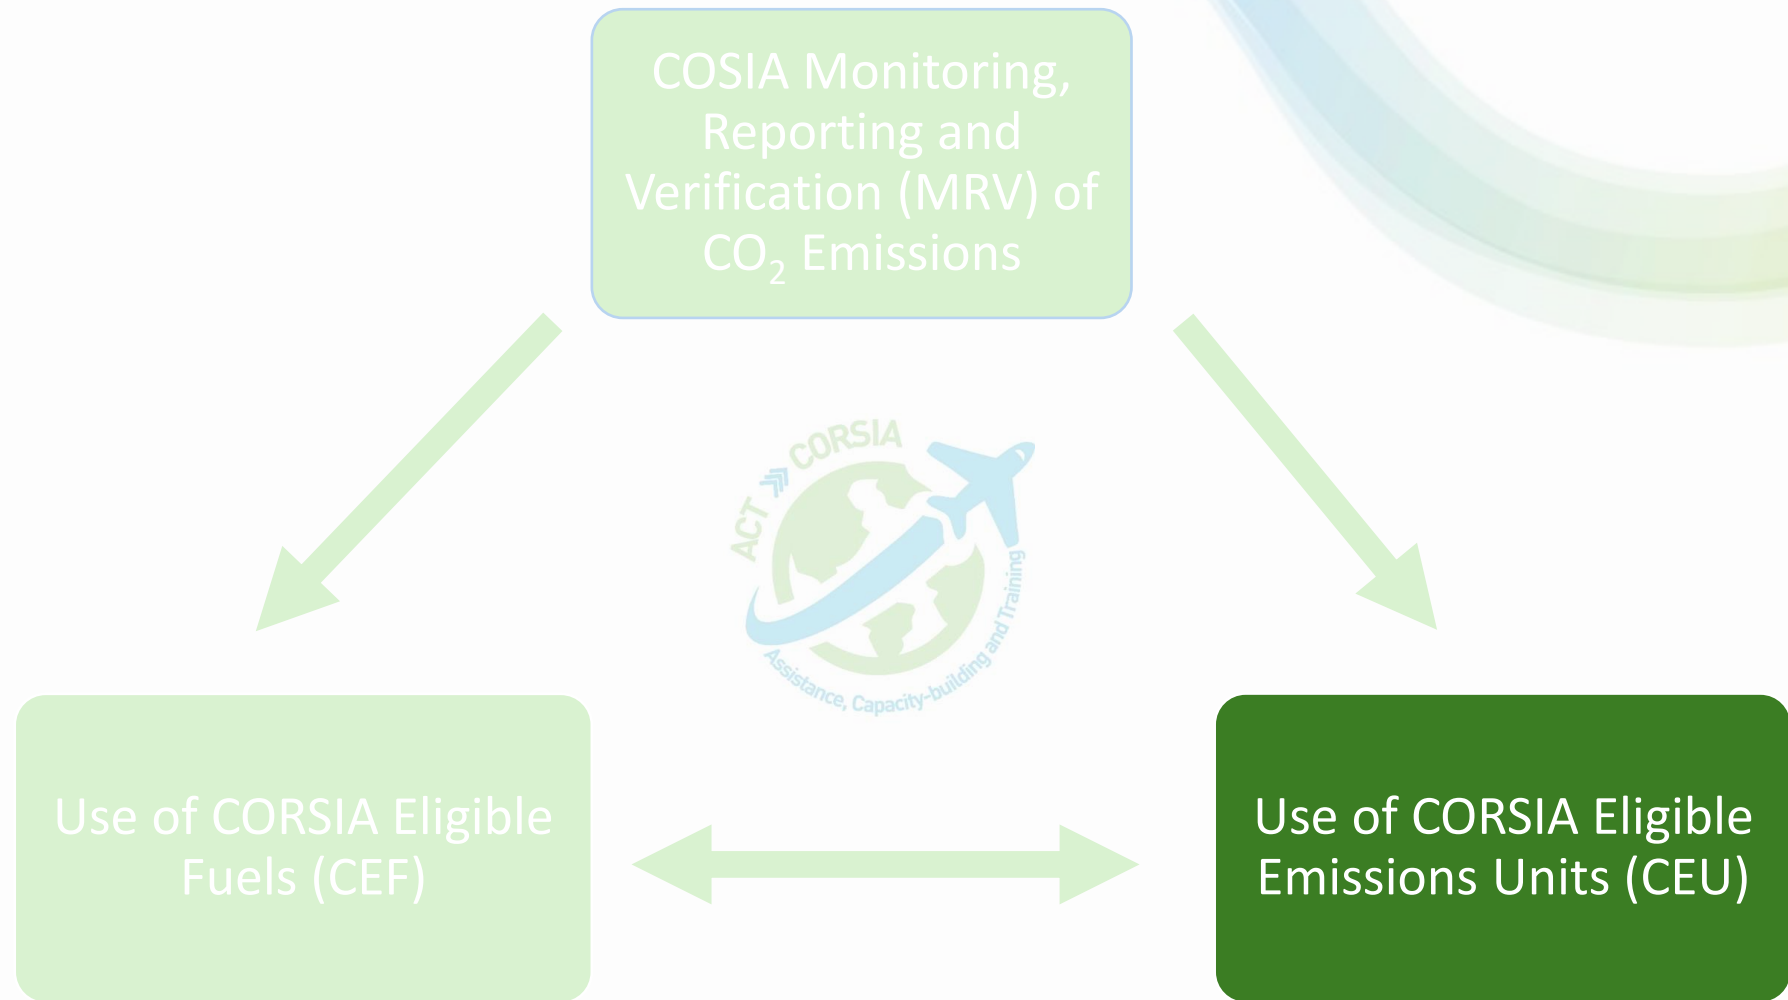 COSIA Monitoring,
Reporting and
Verification (MRV) of
CO₂ Emissions
ACT CORSIA
Assistance, Capacity-building and Training
Use of CORSIA Eligible
Fuels (CEF)
Use of CORSIA Eligible
Emissions Units (CEU)